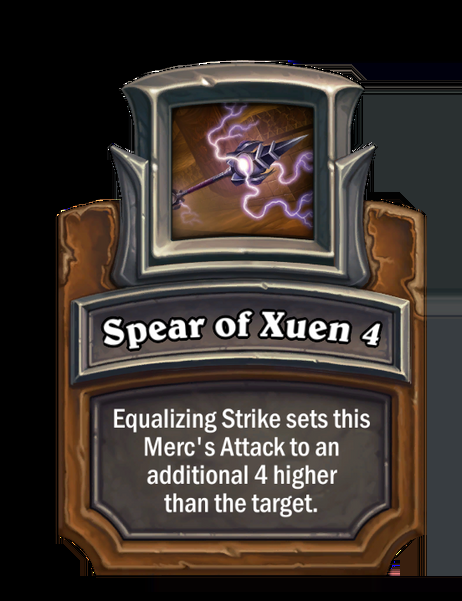 Spear of Xuen 4
Equalizing Strike sets this
Merc's Attack to an
additional 4 higher
than the target.